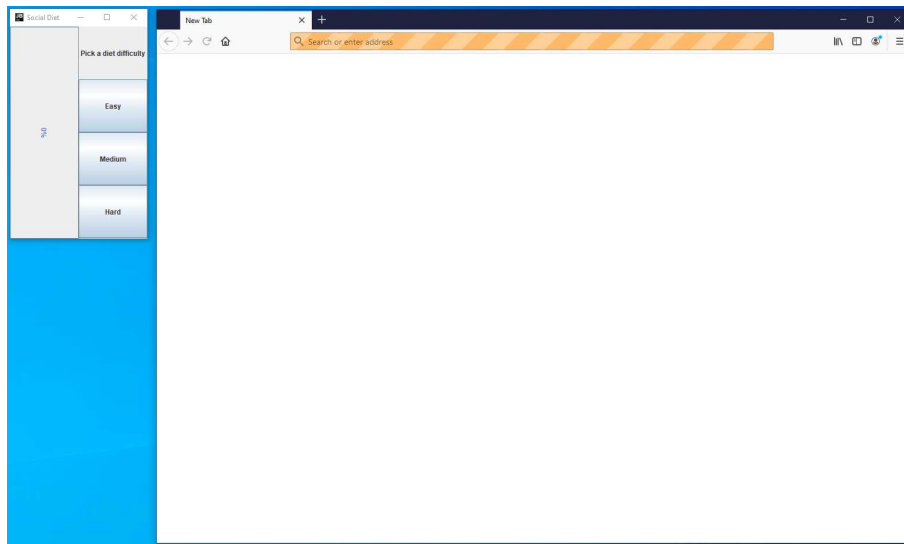 Social Diet
Pick a diet difficulty
%0
Easy
Medium
Hard
New Tab
Search or enter address